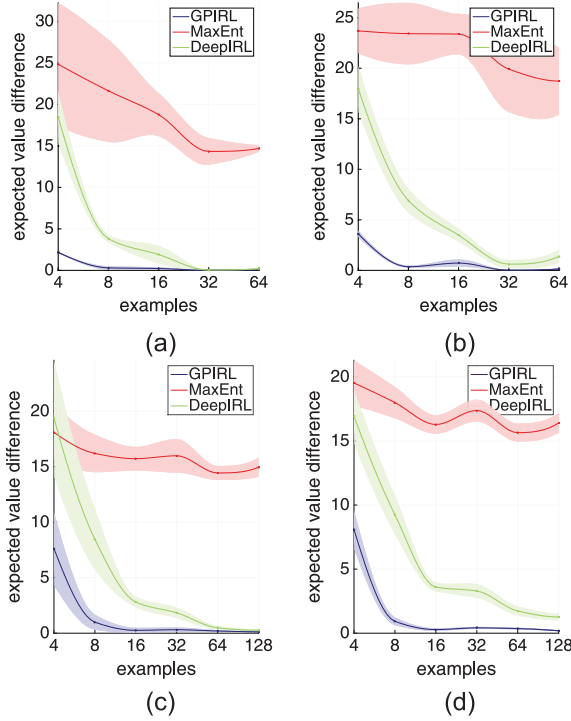 GPIRL
MaxEnt
DeepIRL
expected value difference
30
25
20
15
10
5
0
4 8 16 32 64
examples
(a)
GPIRL
MaxEnt
DeepIRL
expected value difference
25
20
15
10
5
0
4 8 16 32 64
examples
(b)
GPIRL
MaxEnt
DeepIRL
expected value difference
20
15
10
5
0
4 8 16 32 64 128
examples
(c)
GPIRL
MaxEnt
DeepIRL
expected value difference
20
15
10
5
0
4 8 16 32 64 128
examples
(d)